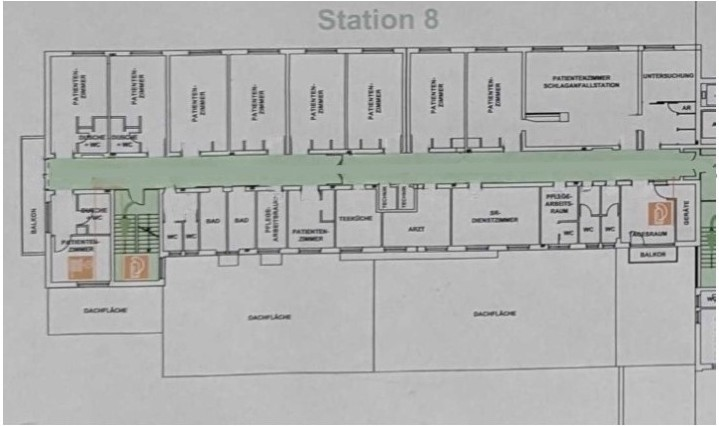 Station 8
PATIENTEN-
ZIMMER
PATIENTEN-
ZIMMER
PATIENTEN-
ZIMMER
PATIENTEN-
ZIMMER
PATIENTEN-
ZIMMER
PATIENTEN-
ZIMMER
PATIENTEN-
ZIMMER
PATIENTEN-
ZIMMER
PATIENTENZIMMER
SCHLAGANFALLSTATION
UNTERSUCHUNG
AR
DUSCHE
+ WC
DUSCHE
+ WC
BALKON
DUSCHE
+ WC
PATIENTEN-
ZIMMER
WC
WC
BAD
BAD
PFLEGE-
ARBEITSRAUM
PATIENTEN-
ZIMMER
TEEKÜCHE
TECHNIK
TECHNIK
ARZT
SR-
DIENSTZIMMER
PFLEGE-
ARBEITS-
RAUM
WC
WC
WC
TAGESRAUM
GERÄTE
BALKON
DACHFLÄCHE
DACHFLÄCHE
DACHFLÄCHE